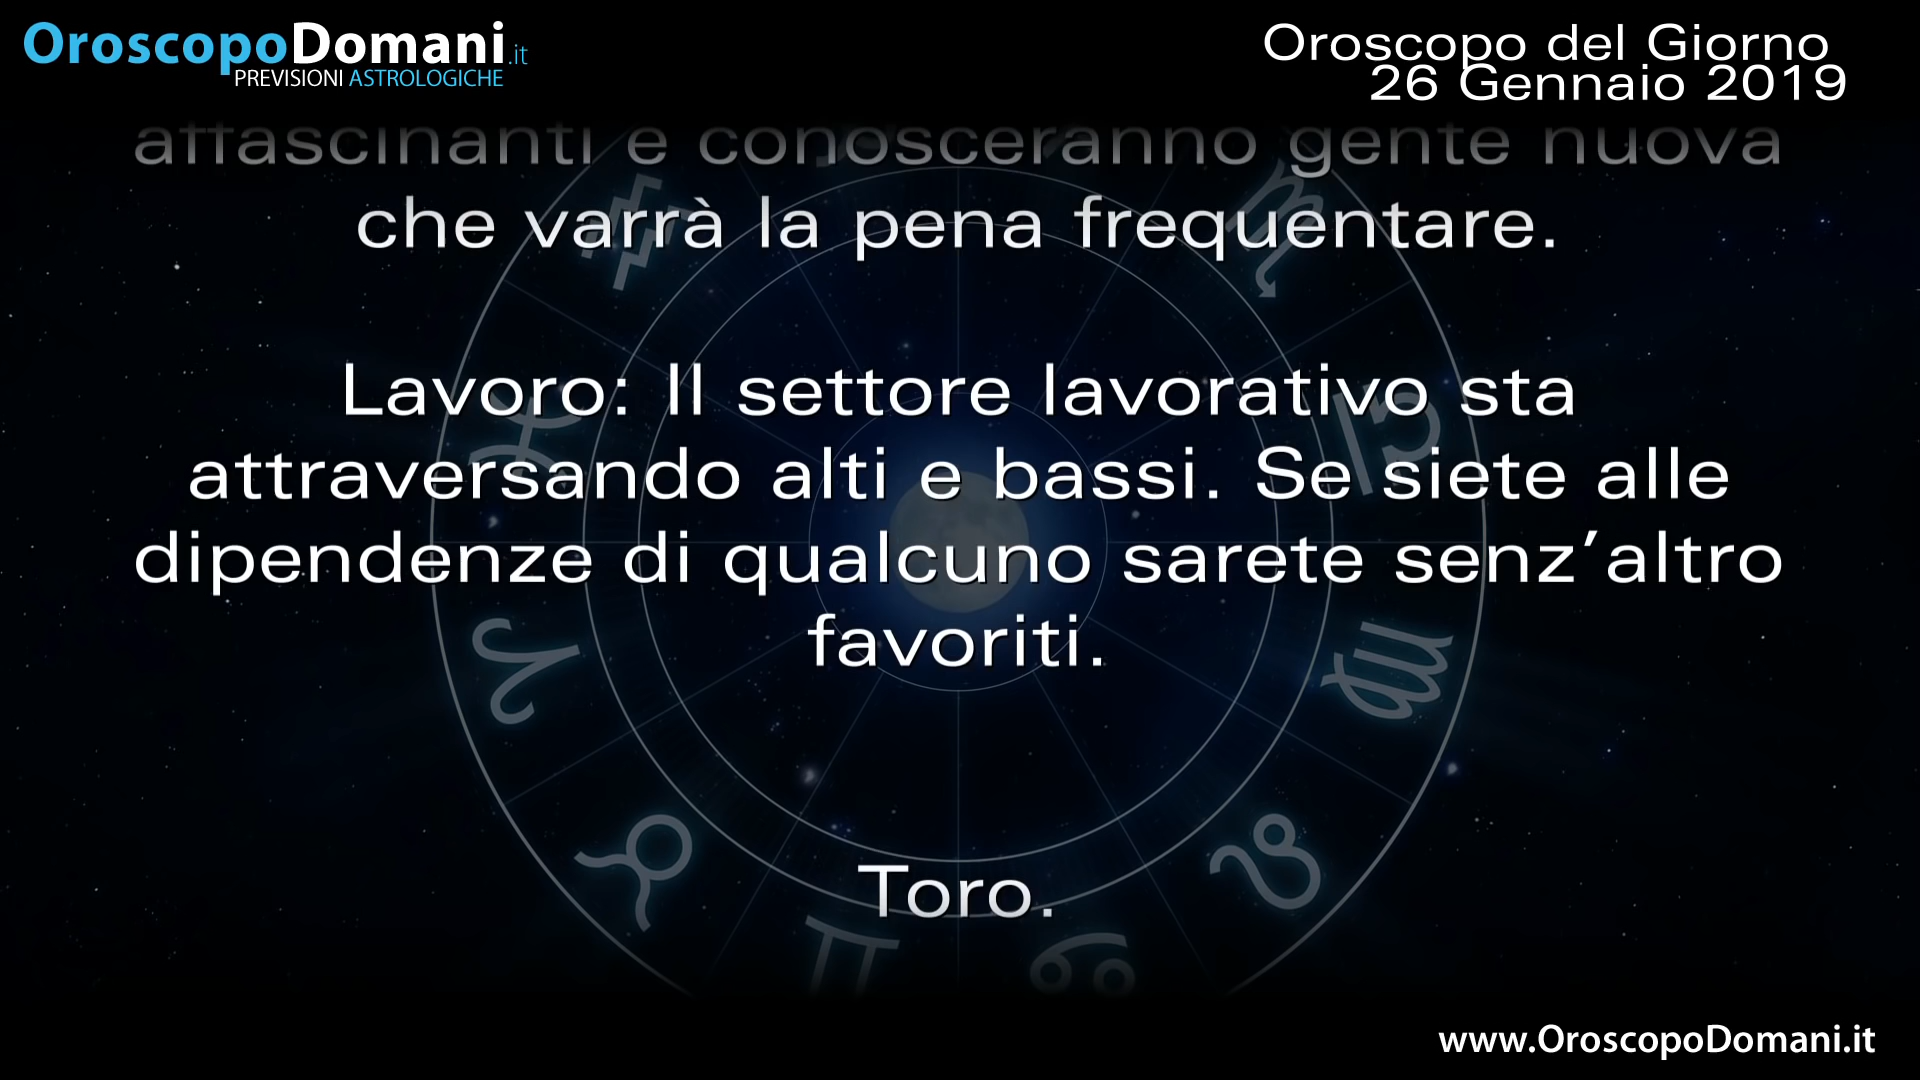 OroscopoDomani.it
PREVISIONI ASTROLOGICHE
Oroscopo del Giorno
26 Gennaio 2019
affascinanti e conosceranno gente nuova
che varrà la pena frequentare.
Lavoro: Il settore lavorativo sta
attraversando alti e bassi. Se siete alle
dipendenze di qualcuno sarete senz’altro
favoriti.
Toro.
www.OroscopoDomani.it